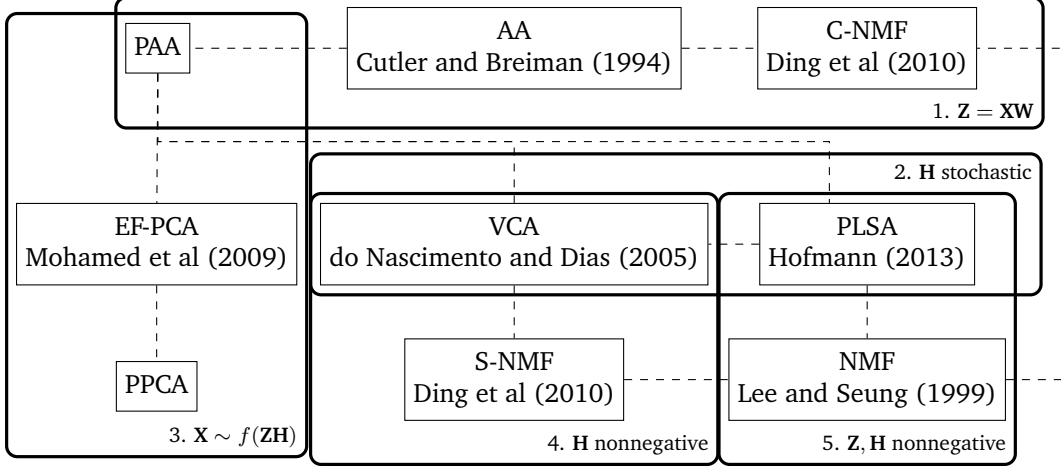 PAA
AA
Cutler and Breiman (1994)
C-NMF
Ding et al (2010)
1. Z = XW
2. H stochastic
EF-PCA
Mohamed et al (2009)
VCA
do Nascimento and Dias (2005)
PLSA
Hofmann (2013)
PPCA
S-NMF
Ding et al (2010)
NMF
Lee and Seung (1999)
3. X ∼ f(ZH)
4. H nonnegative
5. Z, H nonnegative